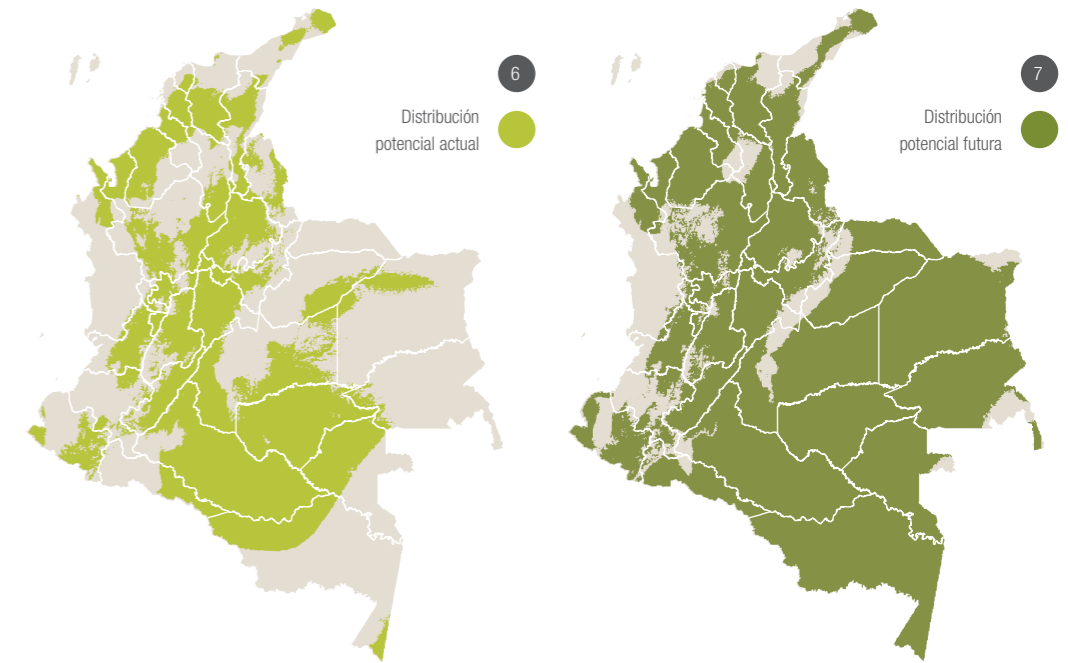 6
Distribución
potencial actual
7
Distribución
potencial futura